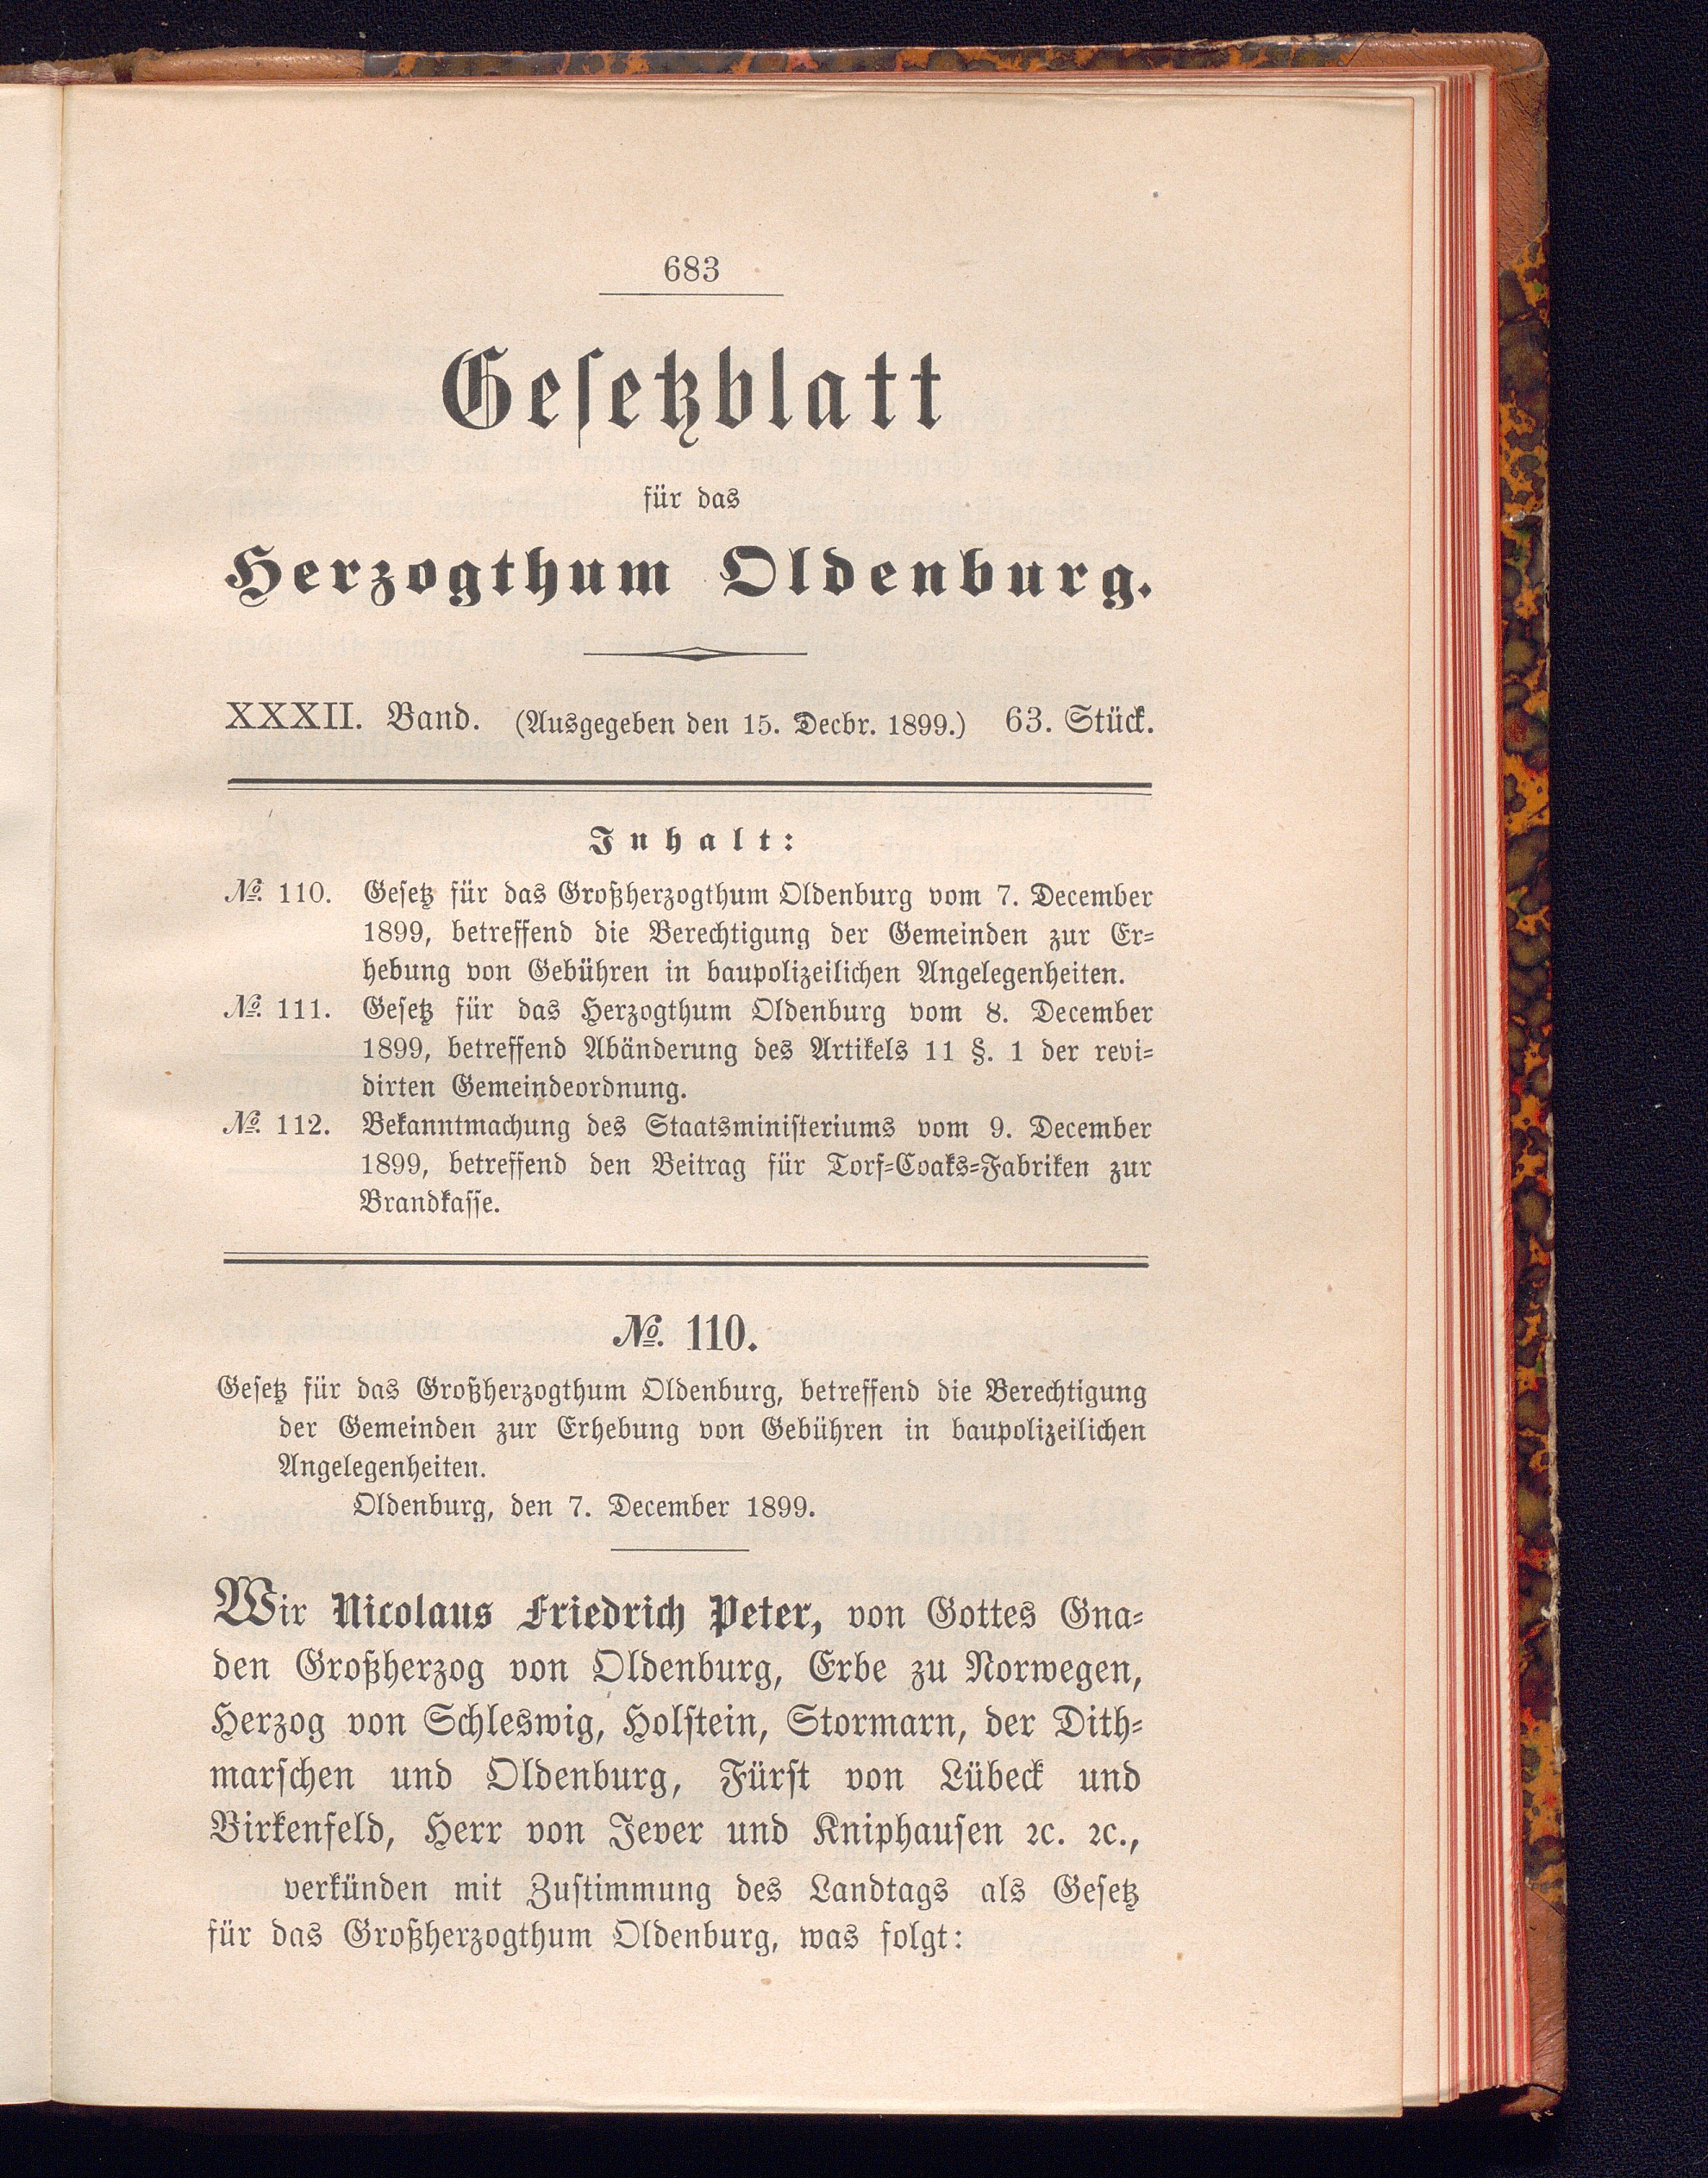 683
Gesetzblatt
für das
Herzogthum Oldenburg.
XXXII. Band. (Ausgegeben den 15. Decbr. 1899.) 63. Stück.
Inhalt:
№. 110. Gesetz für das Großherzogthum Oldenburg vom 7. December
1899, betreffend die Berechtigung der Gemeinden zur Er-
hebung von Gebühren in baupolizeilichen Angelegenheiten.
№. 111. Gesetz für das Herzogthum Oldenburg vom 8. December
1899, betreffend Abänderung des Artikels 11 §. 1 der revi-
dirten Gemeindeordnung.
№. 112. Bekanntmachung des Staatsministeriums vom 9. December
1899, betreffend den Beitrag für Torf-Coaks-Fabriken zur
Brandkasse.
№. 110.
Gesetz für das Großherzogthum Oldenburg, betreffend die Berechtigung
der Gemeinden zur Erhebung von Gebühren in baupolizeilichen
Angelegenheiten.
Oldenburg, den 7. December 1899.
Wir Nicolaus Friedrich Peter, von Gottes Gna-
den Großherzog von Oldenburg, Erbe zu Norwegen,
Herzog von Schleswig, Holstein, Stormarn, der Dith-
marschen und Oldenburg, Fürst von Lübeck und
Birkenfeld, Herr von Jever und Kniphausen ꝛc. ꝛc.,
verkünden mit Zustimmung des Landtags als Gesetz
für das Großherzogthum Oldenburg, was folgt: